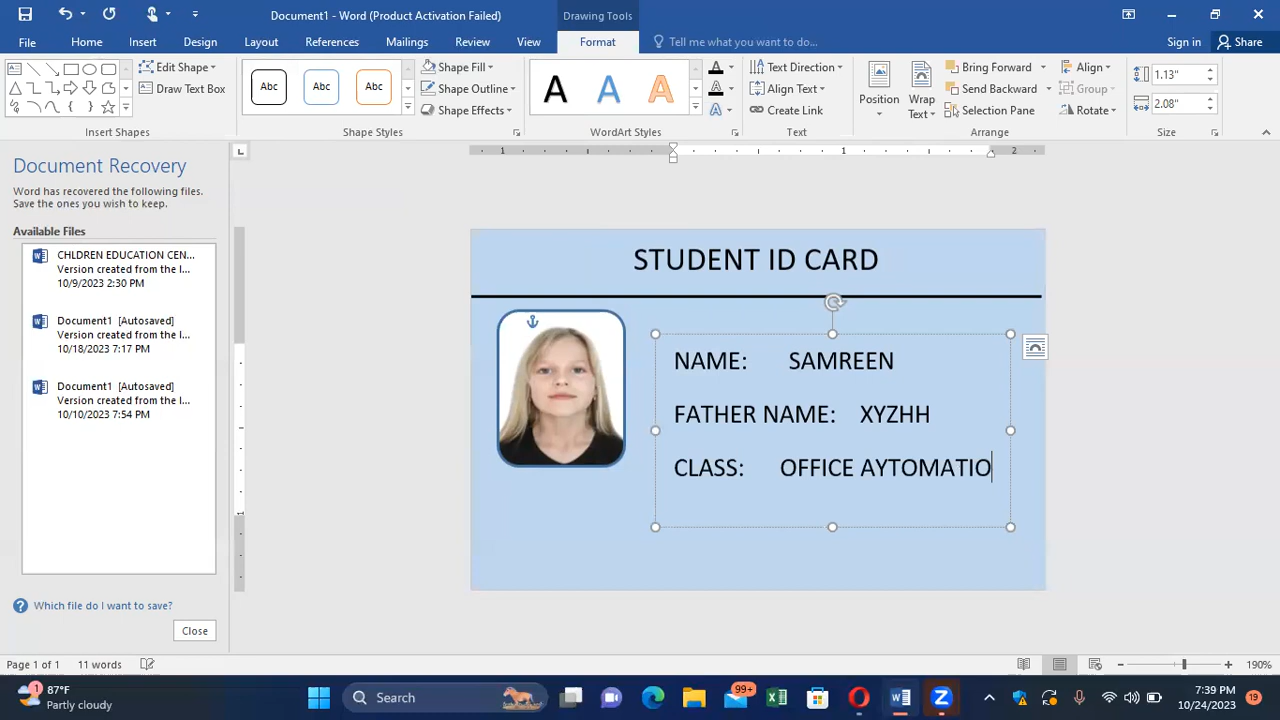 Document1 - Word (Product Activation Failed)
Drawing Tools
File
Home
Insert
Design
Layout
References
Mailings
Review
View
Format
Tell me what you want to do...
Sign in
Share
Edit Shape
Draw Text Box
Insert Shapes
Abc
Abc
Abc
Shape Fill
Shape Outline
Shape Effects
Shape Styles
A
A
A
WordArt Styles
Text Direction
Align Text
Create Link
Text
Position
Wrap
Text
Bring Forward
Send Backward
Selection Pane
Align
Group
Rotate
Arrange
1.13"
2.08"
Size
Document Recovery
Word has recovered the following files.
Save the ones you wish to keep.
Available Files
CHLDREN EDUCATION CEN...
Version created from the l...
10/9/2023 2:30 PM
Document1 [Autosaved]
Version created from the l...
10/18/2023 7:17 PM
Document1 [Autosaved]
Version created from the l...
10/10/2023 7:54 PM
Which file do I want to save?
Close
1
1
2
STUDENT ID CARD
NAME: SAMREEN
FATHER NAME: XYZHH
CLASS: OFFICE AYTOMATIO
Page 1 of 1
11 words
190%
1
87°F
Partly cloudy
Search
99+
7:39 PM
10/24/2023
19